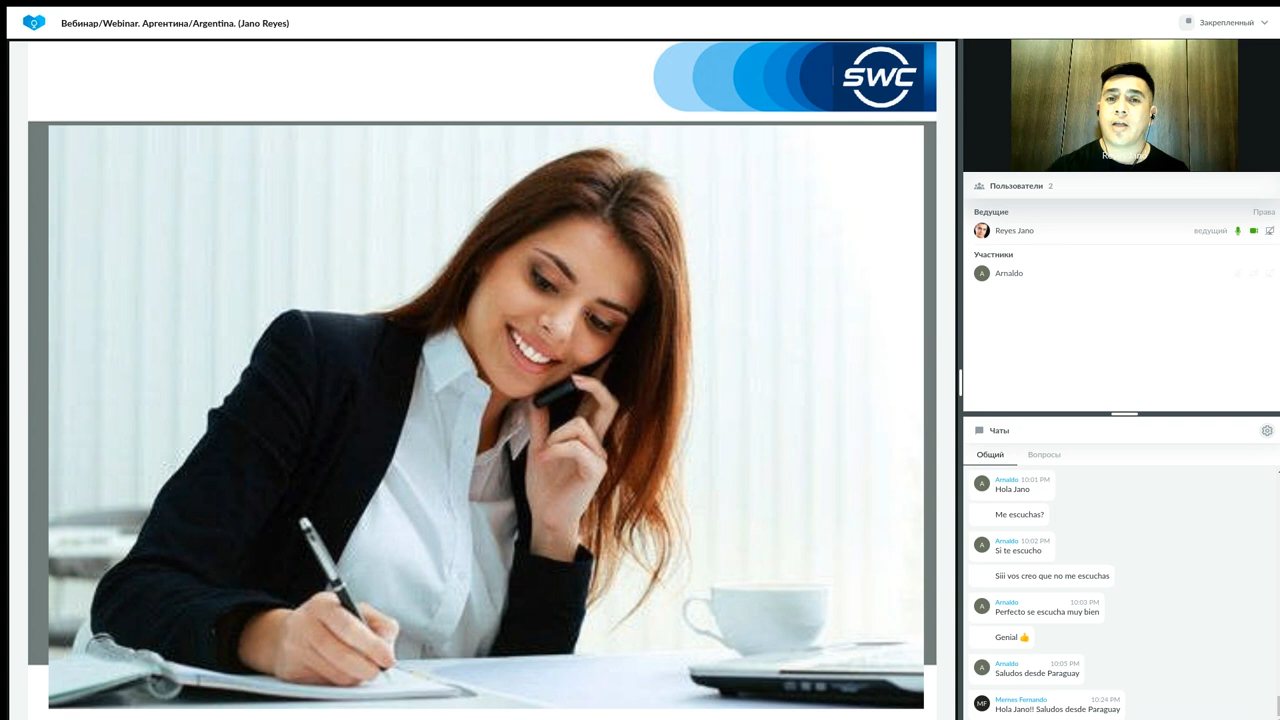 Вебинар/Webinar. Аргентина/Argentina. (Jano Reyes)
Закрепленный
SWC
Пользователи 2
Ведущие
Права
Reyes Jano
ведущий
Участники
A
Arnaldo
Чаты
Общий
Вопросы
A
Arnaldo 10:01 PM
Hola Jano
Me escuchas?
A
Arnaldo 10:02 PM
Si te escucho
Siii vos creo que no me escuchas
A
Arnaldo 10:03 PM
Perfecto se escucha muy bien
Genial 👍
A
Arnaldo 10:05 PM
Saludos desde Paraguay
MF
Memes Fernando 10:24 PM
Hola Jano!! Saludos desde Paraguay